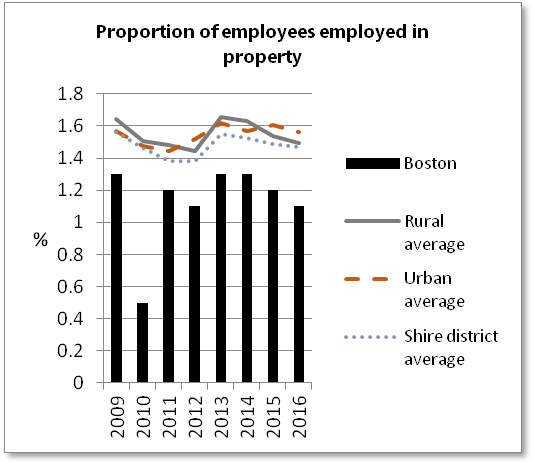 Proportion of employees employed in
property
1.8
1.6
1.4
1.2
1
0.8
0.6
0.4
0.2
0
%
2009
2010
2011
2012
2013
2014
2015
2016
Boston
Rural
average
Urban
average
Shire district
average